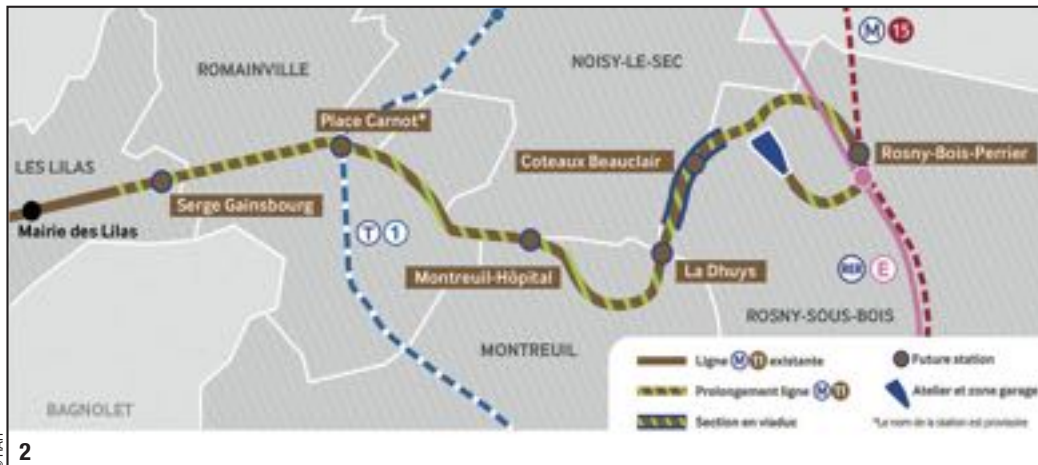 ROMAINVILLE
NOISY-LE-SEC
M 15
Place Carnot*
LES LILAS
Coteaux Beauclair
Rosny-Bois-Perrier
Serge Gainsbourg
Mairie des Lilas
T 1
Montreuil-Hôpital
La Dhuys
RER E
ROSNY-SOUS-BOIS
MONTREUIL
BAGNOLET
Ligne M 11 existante
Future station
Prolongement ligne M 11
Atelier et zone garage
Section en viaduc
*Le nom de la station est provisoire
2